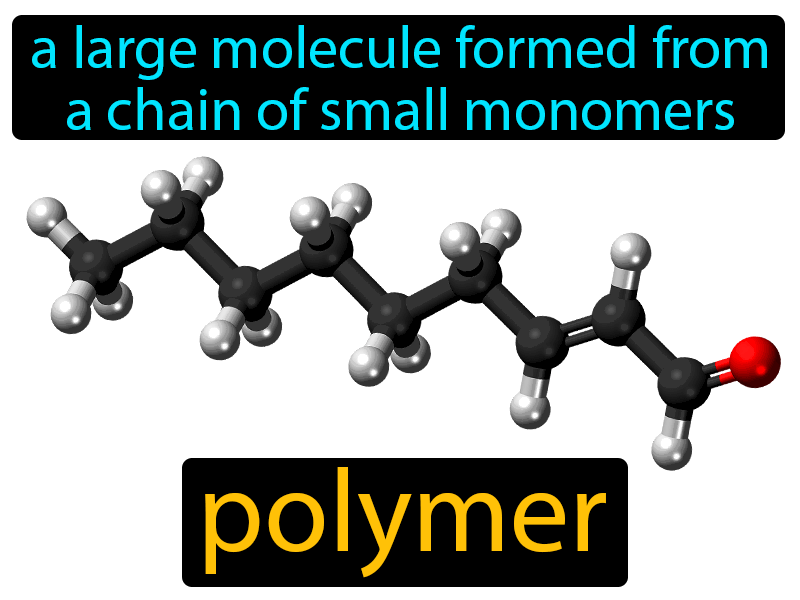 a large molecule formed from
a chain of small monomers
polymer